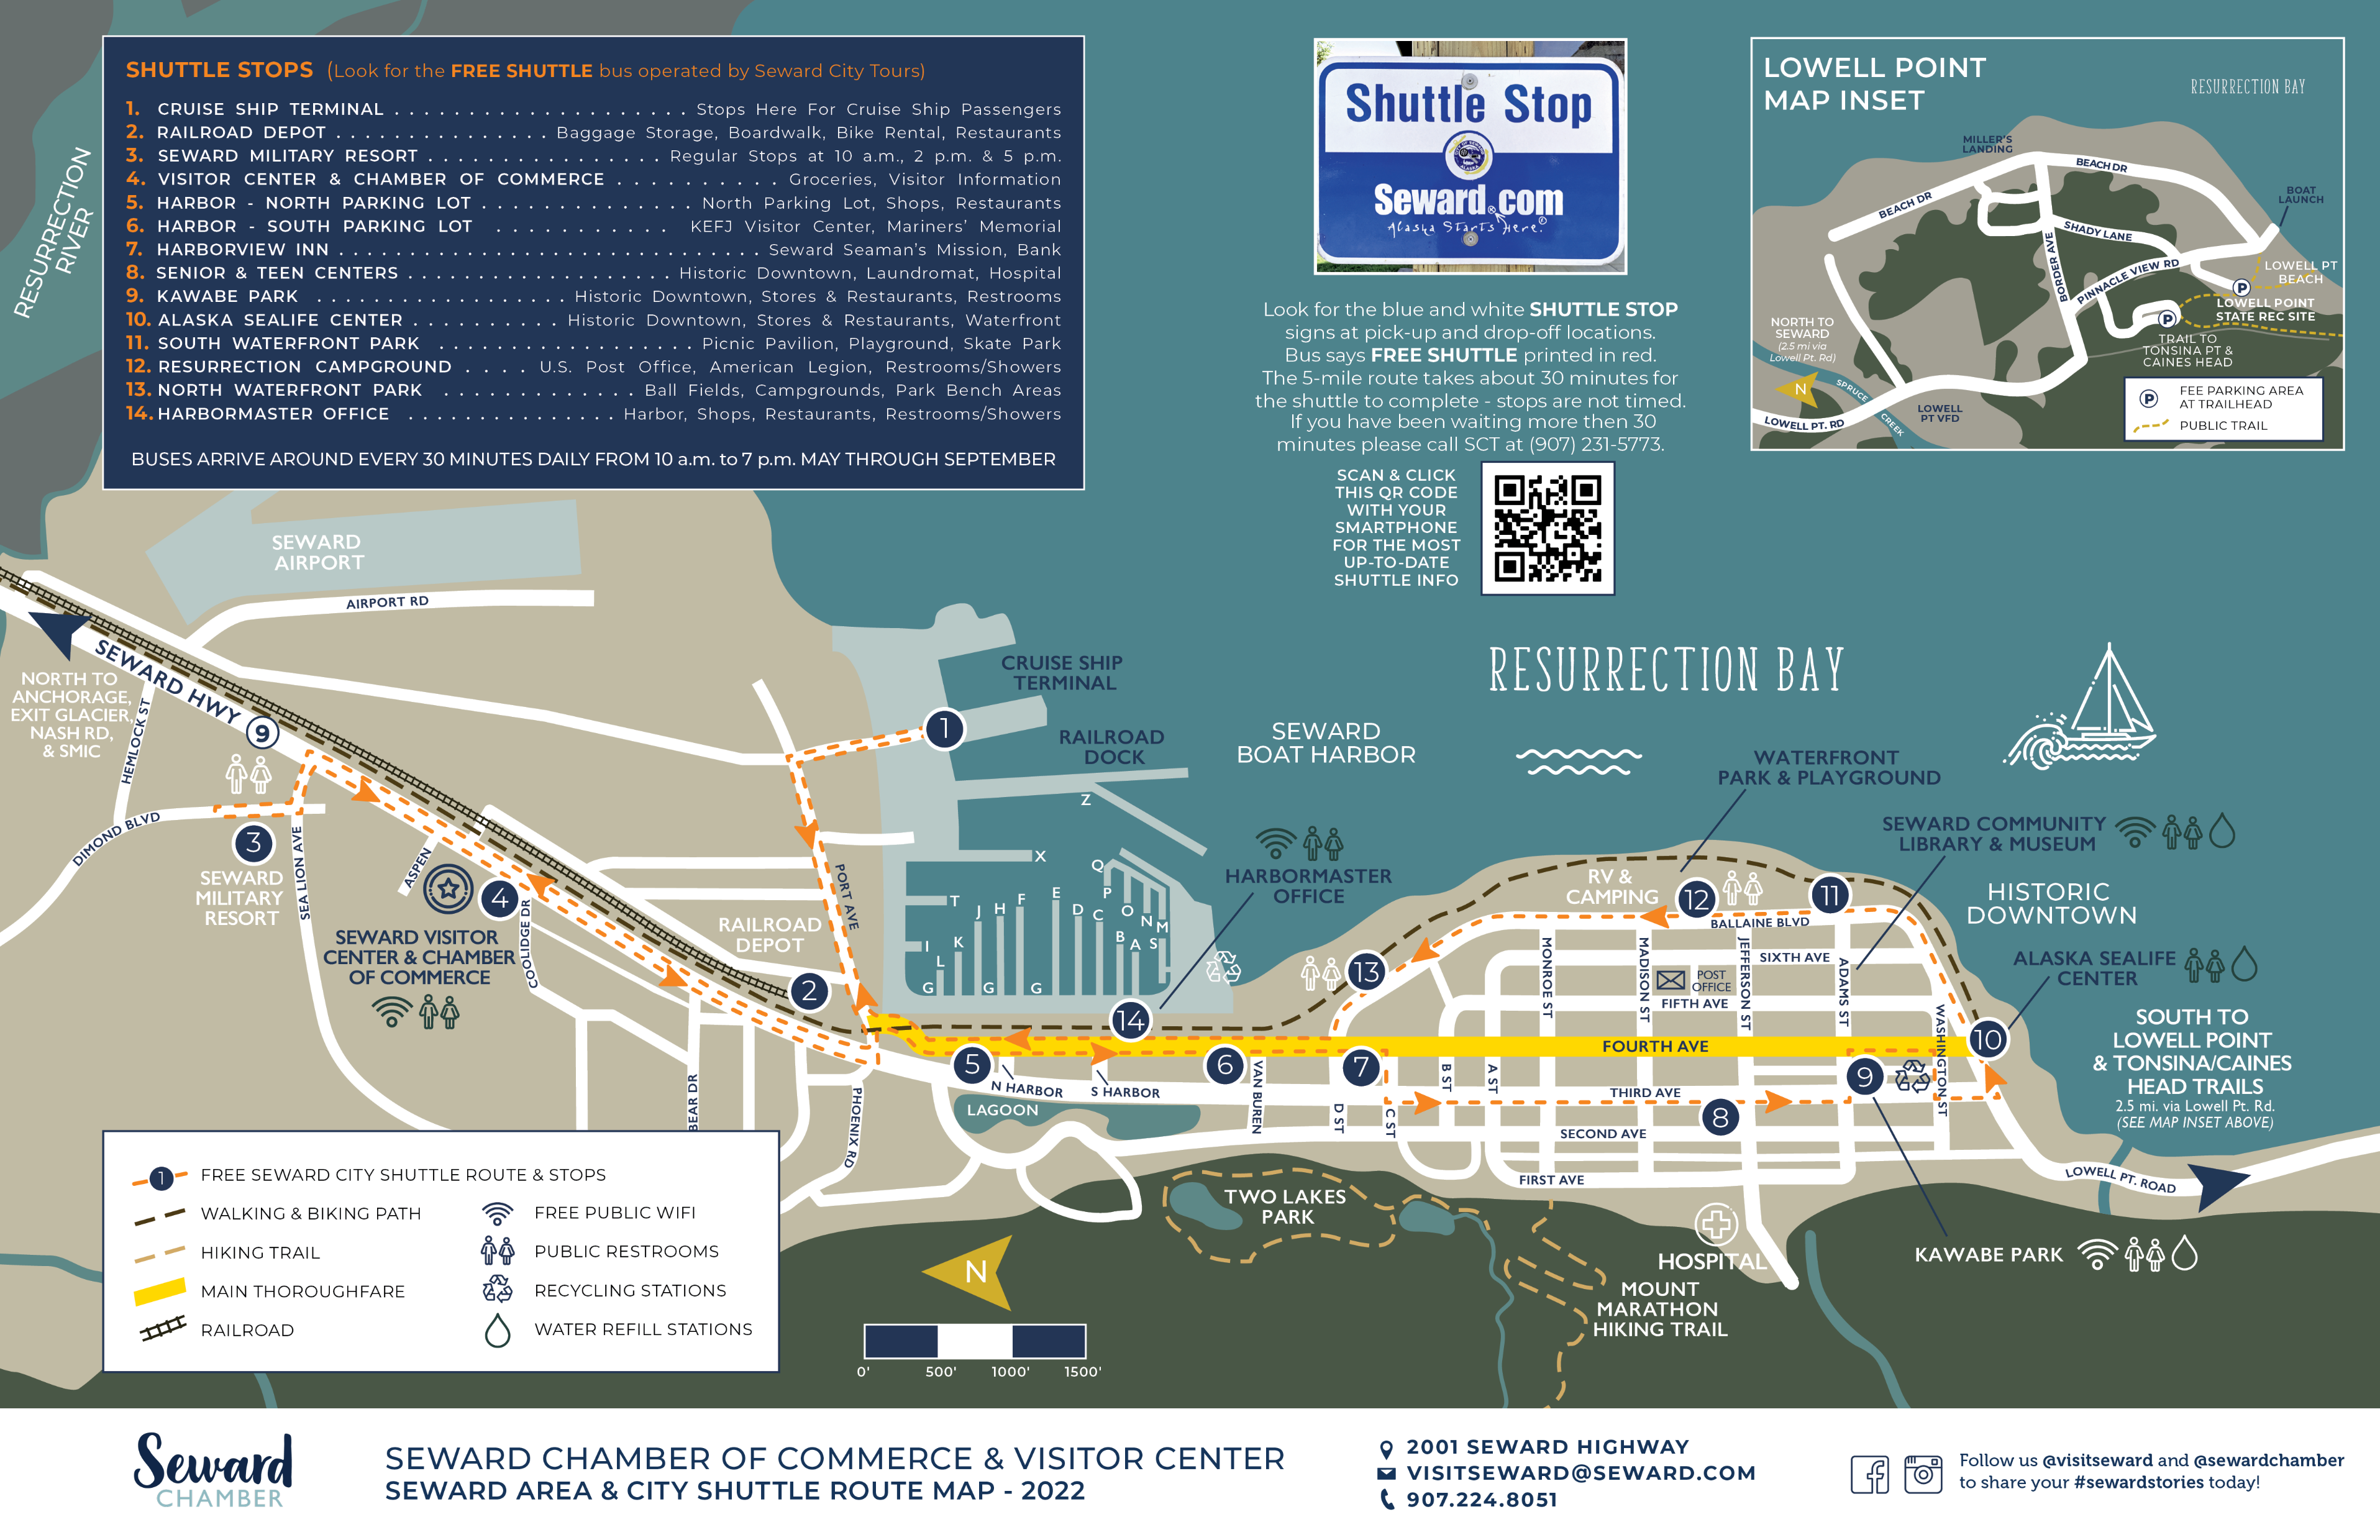 SHUTTLE STOPS (Look for the FREE SHUTTLE bus operated by Seward City Tours)
1. CRUISE SHIP TERMINAL . . . . . . . . . . . . . . . . . . . . Stops Here For Cruise Ship Passengers
2. RAILROAD DEPOT . . . . . . . . . . . . . . . Baggage Storage, Boardwalk, Bike Rental, Restaurants
3. SEWARD MILITARY RESORT . . . . . . . . . . . . . . . . Regular Stops at 10 a.m., 2 p.m. & 5 p.m.
4. VISITOR CENTER & CHAMBER OF COMMERCE . . . . . . . . . . Groceries, Visitor Information
5. HARBOR - NORTH PARKING LOT . . . . . . . . . . . . . . North Parking Lot, Shops, Restaurants
6. HARBOR - SOUTH PARKING LOT . . . . . . . . . . . KEFJ Visitor Center, Mariners' Memorial
7. HARBORVIEW INN . . . . . . . . . . . . . . . . . . . . . . . . . . . . . Seward Seaman's Mission, Bank
8. SENIOR & TEEN CENTERS . . . . . . . . . . . . . . . . . . Historic Downtown, Laundromat, Hospital
9. KAWABE PARK . . . . . . . . . . . . . . . . . . Historic Downtown, Stores & Restaurants, Restrooms
10. ALASKA SEALIFE CENTER . . . . . . . . . . Historic Downtown, Stores & Restaurants, Waterfront
11. SOUTH WATERFRONT PARK . . . . . . . . . . . . . . . . . . Picnic Pavilion, Playground, Skate Park
12. RESURRECTION CAMPGROUND . . . . U.S. Post Office, American Legion, Restrooms/Showers
13. NORTH WATERFRONT PARK . . . . . . . . . . . . . Ball Fields, Campgrounds, Park Bench Areas
14. HARBORMASTER OFFICE . . . . . . . . . . . . . . Harbor, Shops, Restaurants, Restrooms/Showers
BUSES ARRIVE AROUND EVERY 30 MINUTES DAILY FROM 10 a.m. to 7 p.m. MAY THROUGH SEPTEMBER
Shuttle Stop
Seward.com
Alaska Starts Here.
Look for the blue and white SHUTTLE STOP
signs at pick-up and drop-off locations.
Bus says FREE SHUTTLE printed in red.
The 5-mile route takes about 30 minutes for
the shuttle to complete - stops are not timed.
If you have been waiting more then 30
minutes please call SCT at (907) 231-5773.
SCAN & CLICK
THIS QR CODE
WITH YOUR
SMARTPHONE
FOR THE MOST
UP-TO-DATE
SHUTTLE INFO
LOWELL POINT
MAP INSET
RESURRECTION BAY
MILLER'S
LANDING
BEACH DR
BEACH DR
BOAT
LAUNCH
SHADY LANE
BORDER AVE
PINNACLE VIEW RD
LOWELL PT
BEACH
P
LOWELL POINT
STATE REC SITE
P
TRAIL TO
TONSINA PT &
CAINES HEAD
NORTH TO
SEWARD
(2.5 mi via
Lowell Pt. Rd)
N
SPRUCE
CREEK
LOWELL
PT VFD
LOWELL PT. RD
P FEE PARKING AREA
AT TRAILHEAD
PUBLIC TRAIL
RESURRECTION
RIVER
SEWARD
AIRPORT
AIRPORT RD
SEWARD HWY
9
NORTH TO
ANCHORAGE,
EXIT GLACIER,
NASH RD,
& SMIC
HEMLOCK ST
DIMOND BLVD
3
SEWARD
MILITARY
RESORT
SEA LION AVE
ASPEN
4
SEWARD VISITOR
CENTER & CHAMBER
OF COMMERCE
COOLIDGE DR
RAILROAD
DEPOT
2
PORT AVE
1
CRUISE SHIP
TERMINAL
RAILROAD
DOCK
Z
X
Q
P
O
N
M
T
J
H
F
E
D
C
B
A
S
I
K
L
G
G
G
SEWARD
BOAT HARBOR
HARBORMASTER
OFFICE
14
RESURRECTION BAY
WATERFRONT
PARK & PLAYGROUND
SEWARD COMMUNITY
LIBRARY & MUSEUM
HISTORIC
DOWNTOWN
ALASKA SEALIFE
CENTER
RV &
CAMPING
12
11
13
BALLAINE BLVD
SIXTH AVE
POST
OFFICE
FIFTH AVE
FOURTH AVE
THIRD AVE
SECOND AVE
FIRST AVE
MONROE ST
MADISON ST
JEFFERSON ST
ADAMS ST
WASHINGTON ST
10
SOUTH TO
LOWELL POINT
& TONSINA/CAINES
HEAD TRAILS
2.5 mi. via Lowell Pt. Rd.
(SEE MAP INSET ABOVE)
5
6
7
8
9
N HARBOR
S HARBOR
LAGOON
VAN BUREN
D ST
C ST
B ST
A ST
BEAR DR
PHOENIX RD
LOWELL PT. ROAD
TWO LAKES
PARK
HOSPITAL
MOUNT
MARATHON
HIKING TRAIL
KAWABE PARK
1 FREE SEWARD CITY SHUTTLE ROUTE & STOPS
WALKING & BIKING PATH
HIKING TRAIL
MAIN THOROUGHFARE
RAILROAD
FREE PUBLIC WIFI
PUBLIC RESTROOMS
RECYCLING STATIONS
WATER REFILL STATIONS
N
0' 500' 1000' 1500'
Seward
CHAMBER
SEWARD CHAMBER OF COMMERCE & VISITOR CENTER
SEWARD AREA & CITY SHUTTLE ROUTE MAP - 2022
2001 SEWARD HIGHWAY
VISITSEWARD@SEWARD.COM
907.224.8051
Follow us @visitseward and @sewardchamber
to share your #sewardstories today!